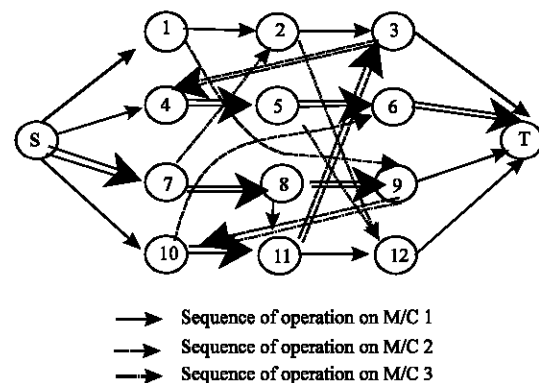 1 2 3
4 5 6
S T
7 8 9
10 11 12
Sequence of operation on M/C 1
Sequence of operation on M/C 2
Sequence of operation on M/C 3